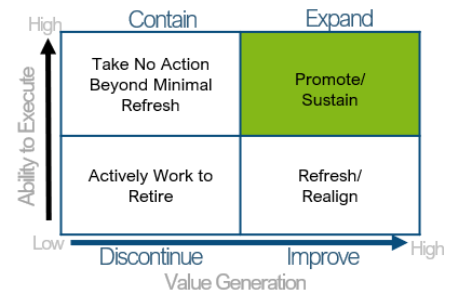 Contain
Expand
High
Take No Action
Beyond Minimal
Refresh
Promote/
Sustain
Ability to Execute
Actively Work to
Retire
Refresh/
Realign
Low
High
Discontinue
Improve
Value Generation